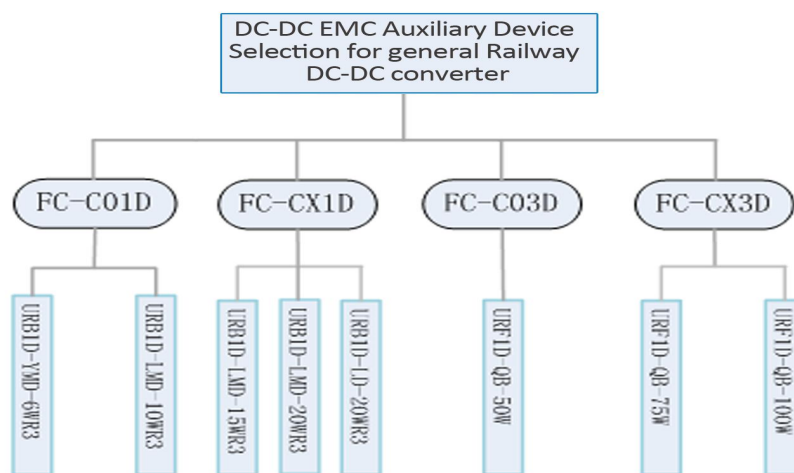 DC-DC EMC Auxiliary Device
Selection for general Railway
DC-DC converter
FC-C01D
FC-CX1D
FC-C03D
FC-CX3D
URB1D-YMD-6WR3
URB1D-LMD-10WR3
URB1D-LMD-15WR3
URB1D-LMD-20WR3
URB1D-LD-20WR3
URF1D-QB-50W
URF1D-QB-75W
URF1D-QB-100W